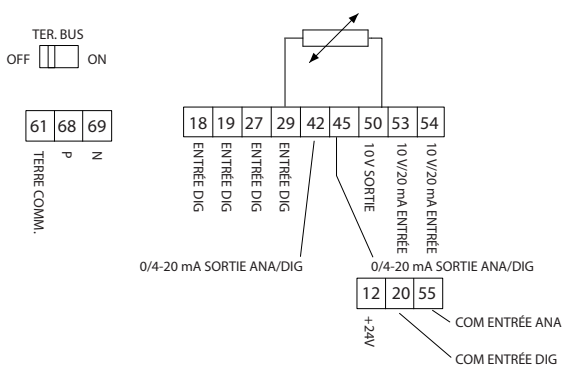 TER. BUS
OFF ON
61 68 69
TERRE COMM.
P
N
18 19 27 29 42 45 50 53 54
ENTRÉE DIG
ENTRÉE DIG
ENTRÉE DIG
ENTRÉE DIG
10 V SORTIE
10 V/20 mA ENTRÉE
10 V/20 mA ENTRÉE
0/4-20 mA SORTIE ANA/DIG
0/4-20 mA SORTIE ANA/DIG
12 20 55
+24V
COM ENTRÉE ANA
COM ENTRÉE DIG